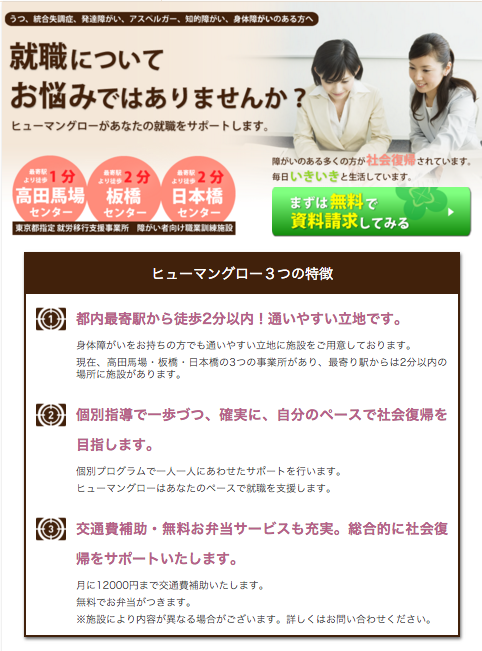 うつ、統合失調症、発達障がい、アスペルガー、知的障がい、身体障がいのある方へ
就職について
お悩みではありませんか？
ヒューマングローがあなたの就職をサポートします。
最寄駅より徒歩 1分
高田馬場
センター
最寄駅より徒歩 2分
板橋
センター
最寄駅より徒歩 2分
日本橋
センター
東京都指定 就労移行支援事業所　障がい者向け職業訓練施設
障がいのある多くの方が社会復帰されています。
毎日いきいきと生活しています。
まずは無料で
資料請求してみる
ヒューマングロー３つの特徴
1 都内最寄駅から徒歩2分以内！通いやすい立地です。
身体障がいをお持ちの方でも通いやすい立地に施設をご用意しております。
現在、高田馬場・板橋・日本橋の3つの事業所があり、最寄り駅からは2分以内の
場所に施設があります。
2 個別指導で一歩づつ、確実に、自分のペースで社会復帰を
目指します。
個別プログラムで一人一人にあわせたサポートを行います。
ヒューマングローはあなたのペースで就職を支援します。
3 交通費補助・無料お弁当サービスも充実。総合的に社会復
帰をサポートいたします。
月に12000円まで交通費補助いたします。
無料でお弁当がつきます。
※施設により内容が異なる場合がございます。詳しくはお問い合わせください。